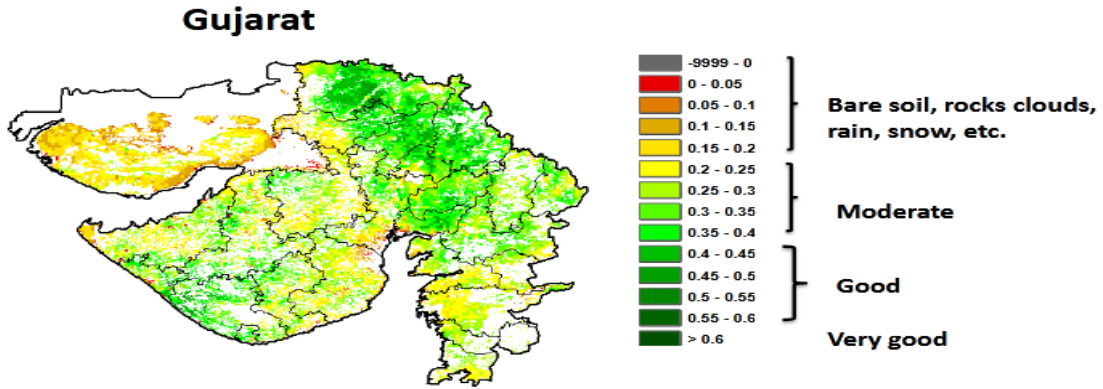 Gujarat
-9999 - 0
0 - 0.05
0.05 - 0.1
0.1 - 0.15
0.15 - 0.2
0.2 - 0.25
0.25 - 0.3
0.3 - 0.35
0.35 - 0.4
0.4 - 0.45
0.45 - 0.5
0.5 - 0.55
0.55 - 0.6
> 0.6
Bare soil, rocks clouds,
rain, snow, etc.
Moderate
Good
Very good